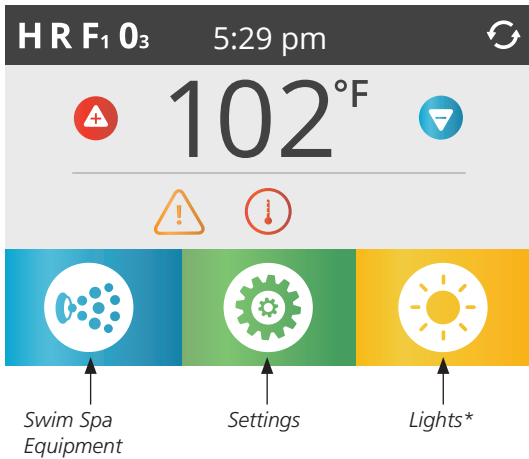 H R F1 03 5:29 pm
102°F
Swim Spa Equipment
Settings
Lights*